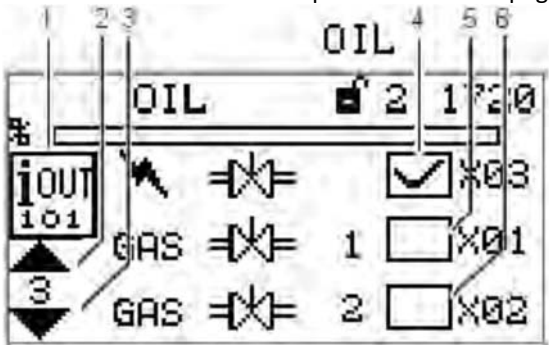 1 2 3 4 5 6
OIL
OIL 2 1720
%
iOUT X03
101
GAS 1 X01
3
GAS 2 X02